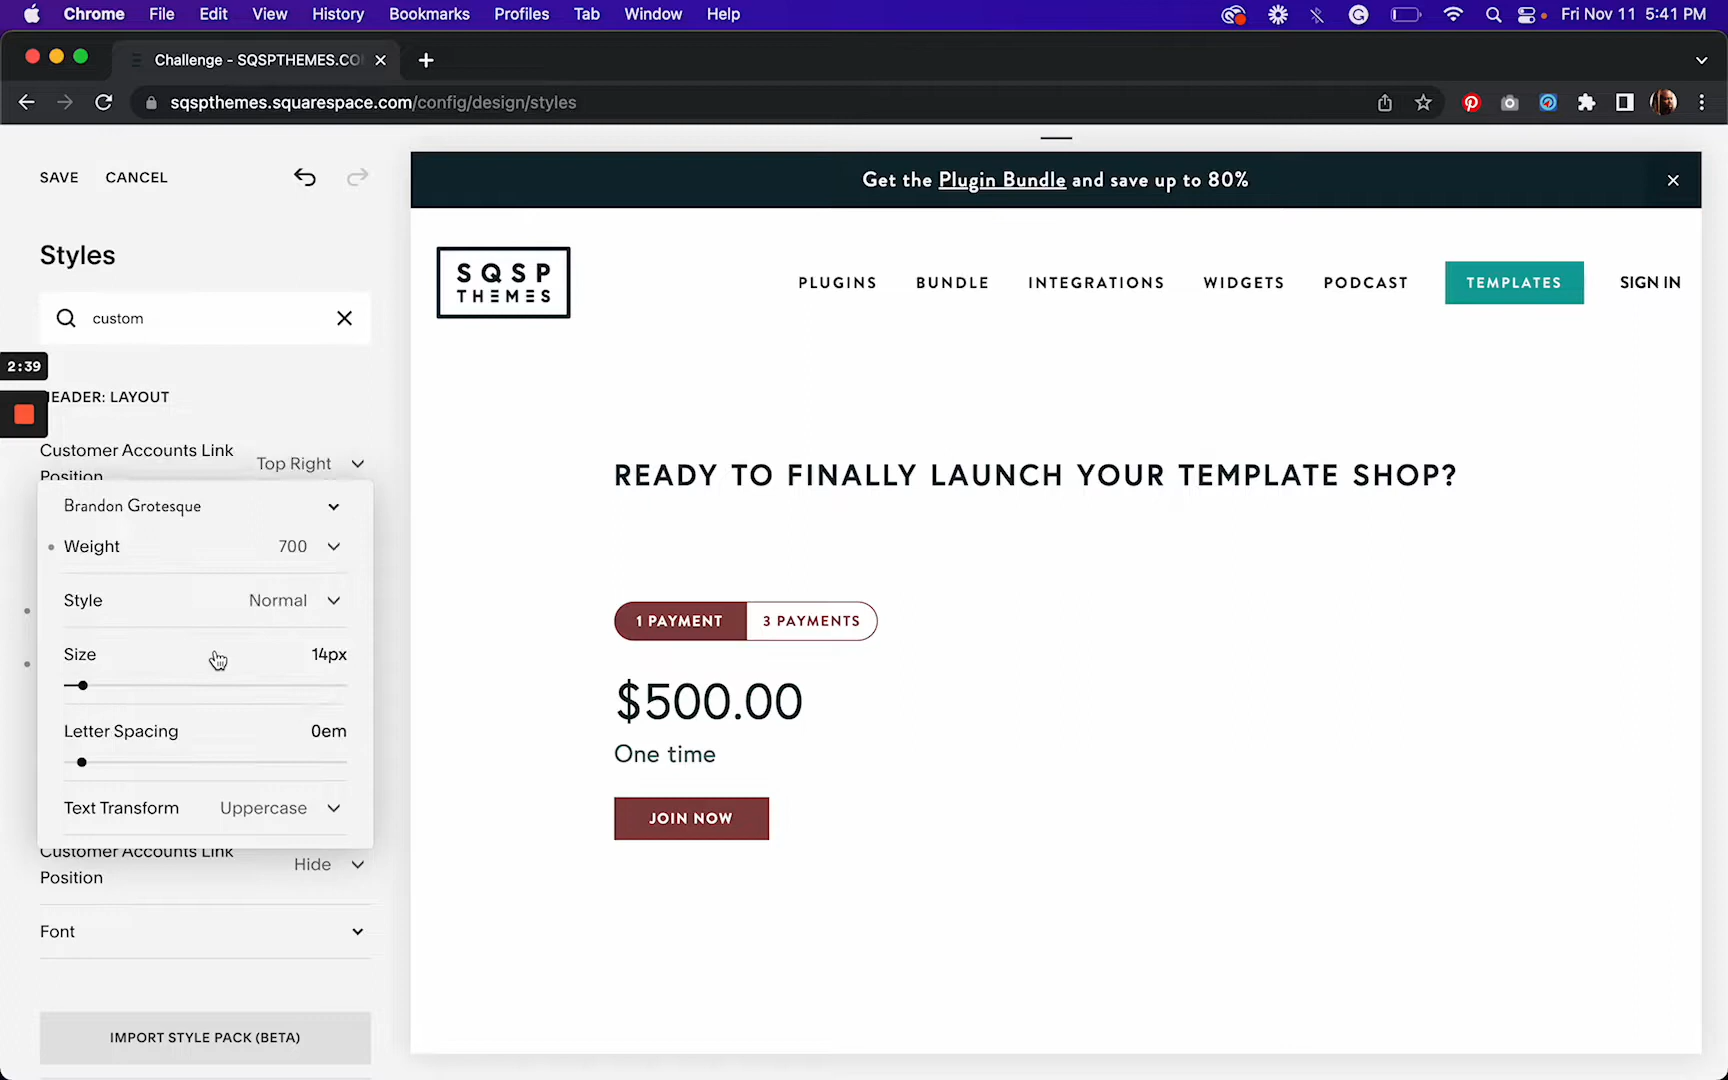 Chrome File Edit View History Bookmarks Profiles Tab Window Help Fri Nov 11 5:41 PM
Challenge - SQSPTHEMES.CO
sqspthemes.squarespace.com/config/design/styles
SAVE CANCEL
Styles
custom
2:39
EADER: LAYOUT
Customer Accounts Link
Position
Top Right
Brandon Grotesque
Weight 700
Style Normal
Size 14px
Letter Spacing 0em
Text Transform Uppercase
Customer Accounts Link
Position
Hide
Font
IMPORT STYLE PACK (BETA)
Get the Plugin Bundle and save up to 80%
SQSP
THEMES
PLUGINS BUNDLE INTEGRATIONS WIDGETS PODCAST TEMPLATES SIGN IN
READY TO FINALLY LAUNCH YOUR TEMPLATE SHOP?
1 PAYMENT 3 PAYMENTS
$500.00
One time
JOIN NOW